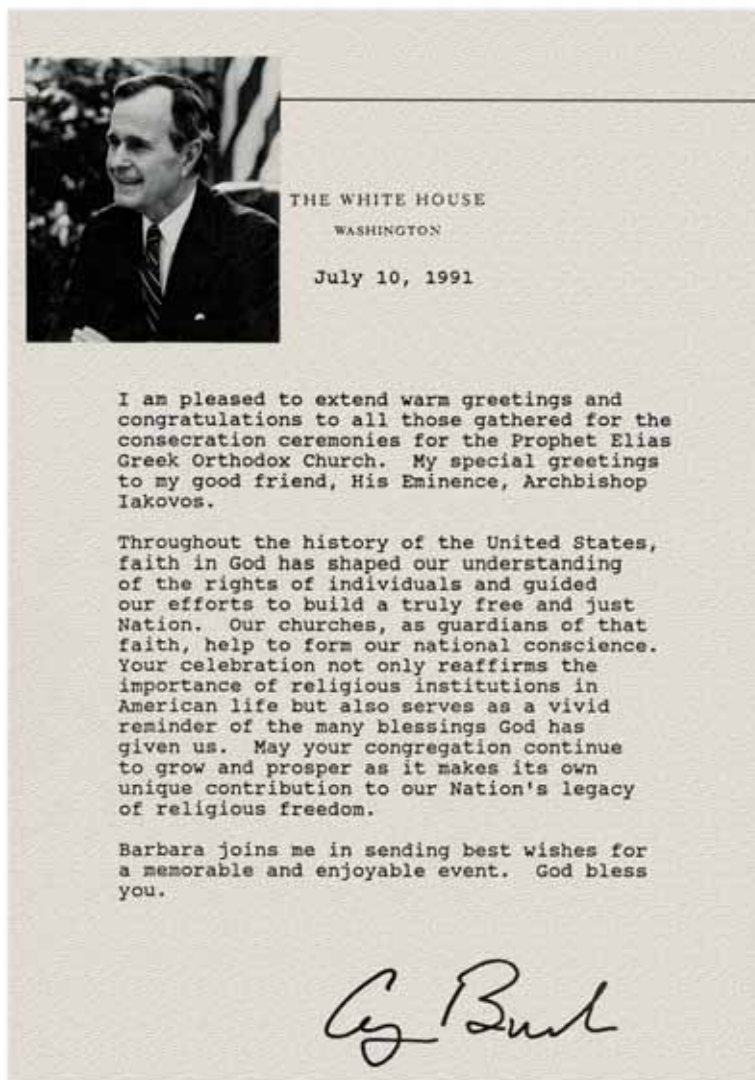 THE WHITE HOUSE
WASHINGTON
July 10, 1991
I am pleased to extend warm greetings and
congratulations to all those gathered for the
consecration ceremonies for the Prophet Elias
Greek Orthodox Church. My special greetings
to my good friend, His Eminence, Archbishop
Iakovos.
Throughout the history of the United States,
faith in God has shaped our understanding
of the rights of individuals and guided
our efforts to build a truly free and just
Nation. Our churches, as guardians of that
faith, help to form our national conscience.
Your celebration not only reaffirms the
importance of religious institutions in
American life but also serves as a vivid
reminder of the many blessings God has
given us. May your congregation continue
to grow and prosper as it makes its own
unique contribution to our Nation's legacy
of religious freedom.
Barbara joins me in sending best wishes for
a memorable and enjoyable event. God bless
you.
Bush